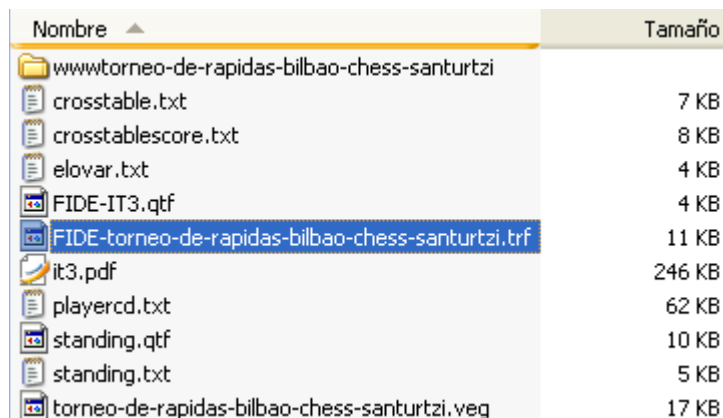 Nombre Tamaño
wwwtorneo-de-rapidas-bilbao-chess-santurtzi
crosstable.txt 7 KB
crosstablescore.txt 8 KB
elovar.txt 4 KB
FIDE-IT3.qtf 4 KB
FIDE-torneo-de-rapidas-bilbao-chess-santurtzi.trf 11 KB
it3.pdf 246 KB
playercd.txt 62 KB
standing.qtf 10 KB
standing.txt 5 KB
torneo-de-rapidas-bilbao-chess-santurtzi.veg 17 KB